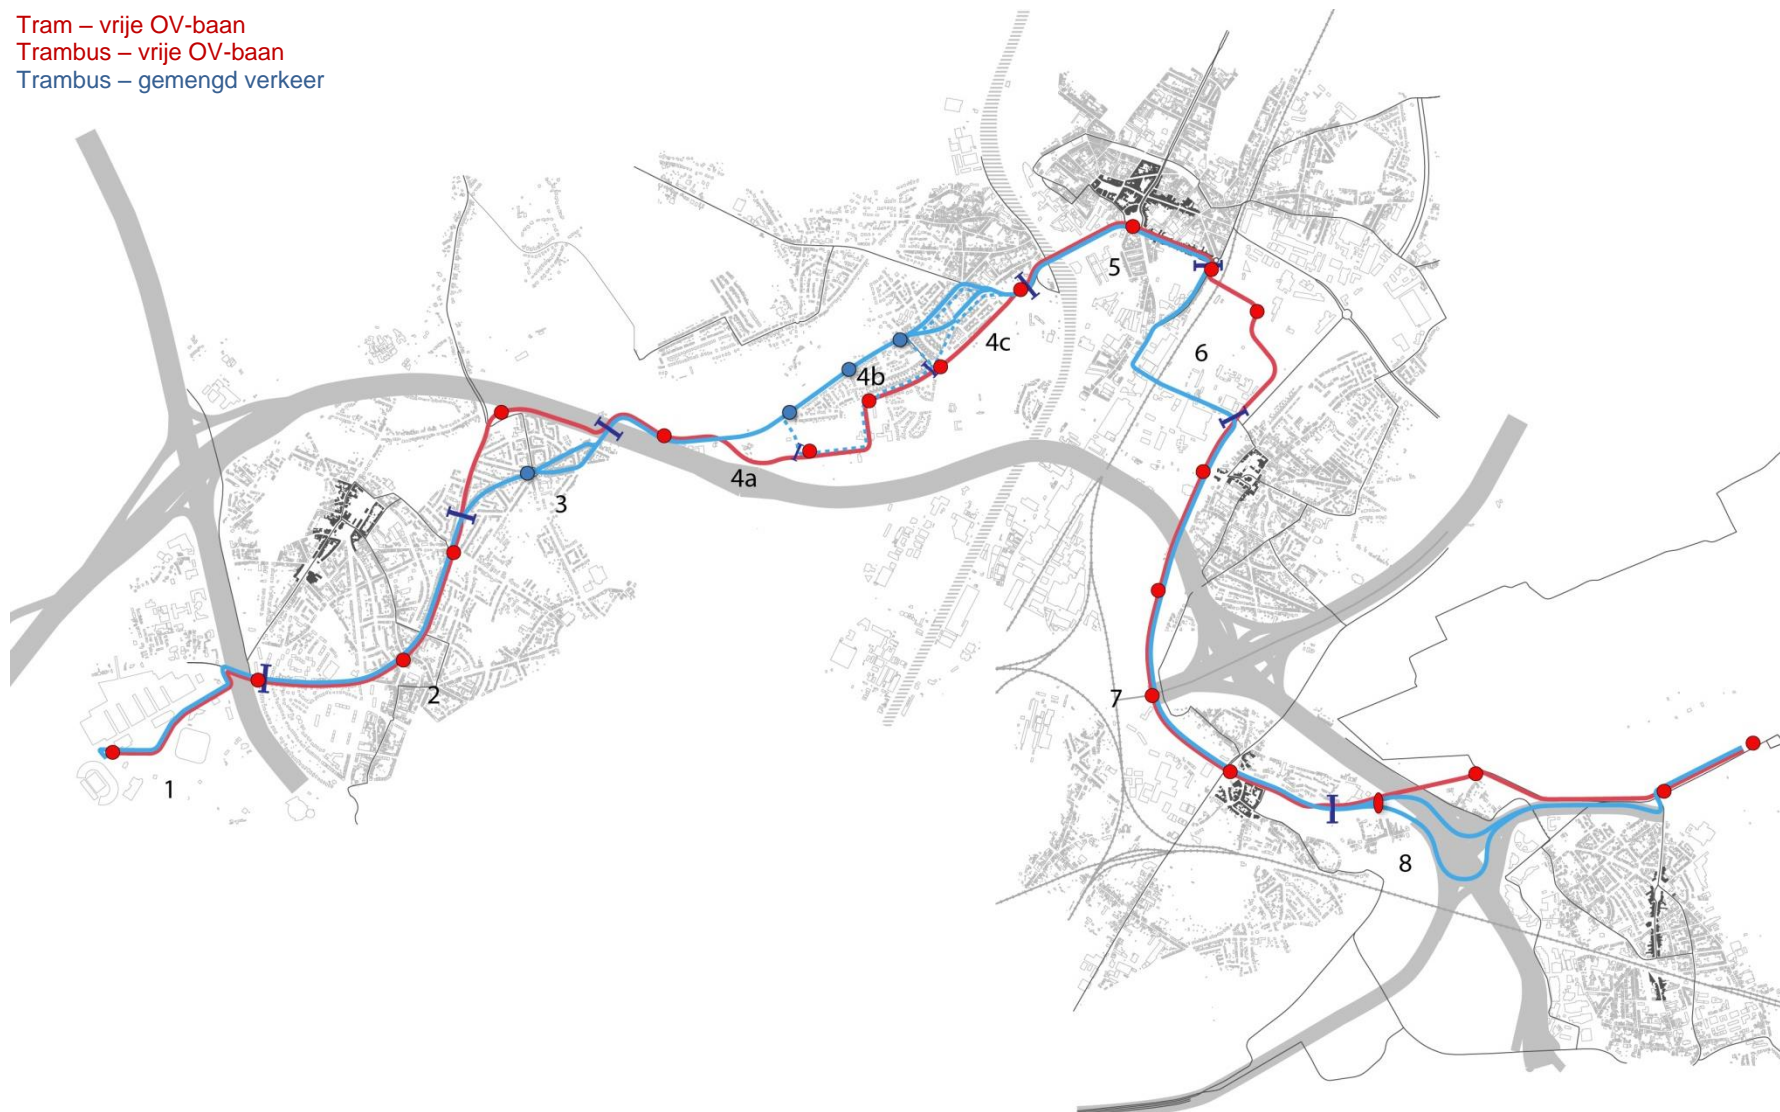 Tram – vrije OV-baan
Trambus – vrije OV-baan
Trambus – gemengd verkeer
5
4c
6
4b
4a
3
2
7
1
8